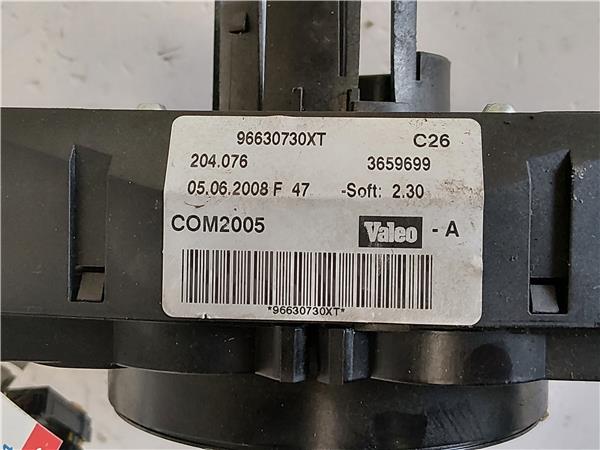 96630730XT C26
204.076 3659699
05.06.2008 F 47 -Soft: 2.30
COM2005 Valeo - A
*96630730XT*